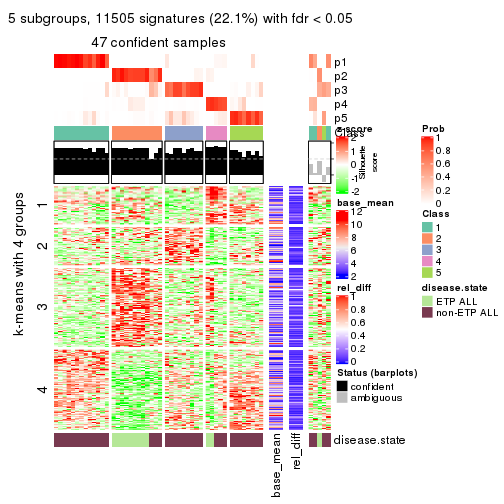 5 subgroups, 11505 signatures (22.1%) with fdr < 0.05
47 confident samples
p1
p2
p3
p4
p5
Class
z-score
2
1
0
-1
-2
Silhouette
score
Prob
1
0.8
0.6
0.4
0.2
0
k-means with 4 groups
1
2
3
4
base_mean
12
10
8
6
4
2
Class
1
2
3
4
5
rel_diff
1
0.8
0.6
0.4
0.2
0
disease.state
ETP ALL
non-ETP ALL
Status (barplots)
confident
ambiguous
disease.state
base_mean
rel_diff